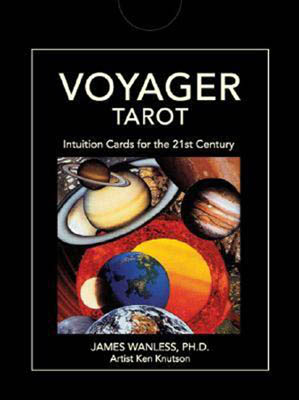 VOYAGER
TAROT
Intuition Cards for the 21st Century
JAMES WANLESS, PH.D.
Artist Ken Knutson